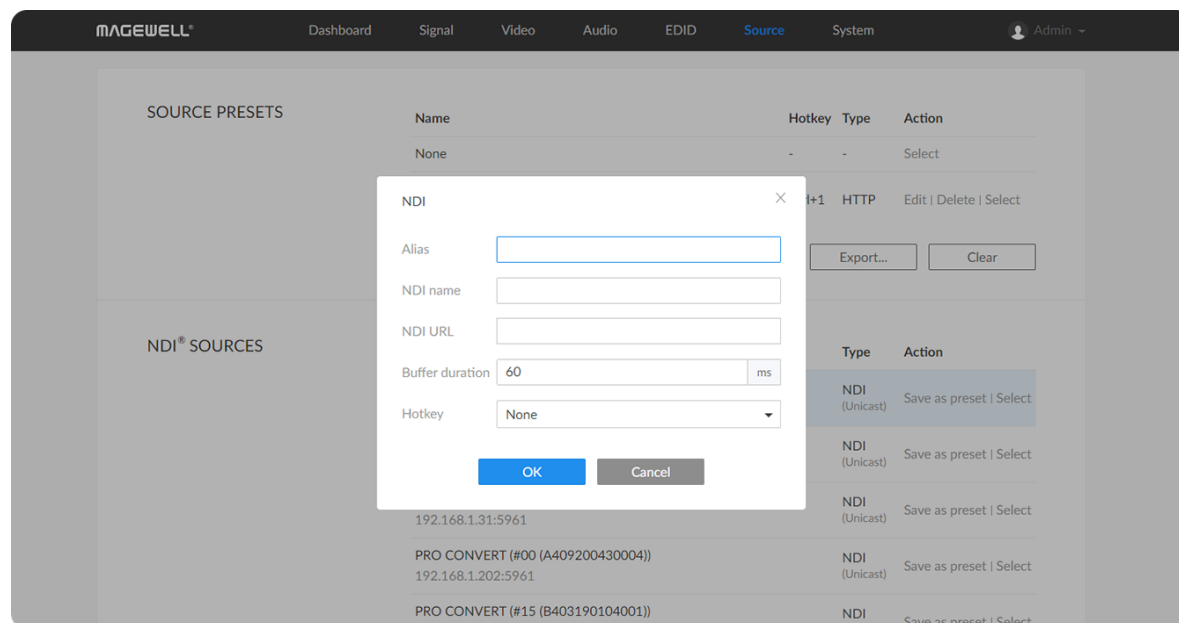 MAGEWELL®
Dashboard Signal Video Audio EDID Source System Admin
SOURCE PRESETS
Name Hotkey Type Action
None - - Select
HTTP Edit | Delete | Select
Export... Clear
NDI
Alias
NDI name
NDI URL
Buffer duration 60 ms
Hotkey None
OK Cancel
NDI® SOURCES
Type Action
NDI
(Unicast) Save as preset | Select
NDI
(Unicast) Save as preset | Select
192.168.1.31:5961 NDI
(Unicast) Save as preset | Select
PRO CONVERT (#00 (A409200430004)) NDI
192.168.1.202:5961 (Unicast) Save as preset | Select
PRO CONVERT (#15 (B403190104001)) NDI
Save as preset | Select